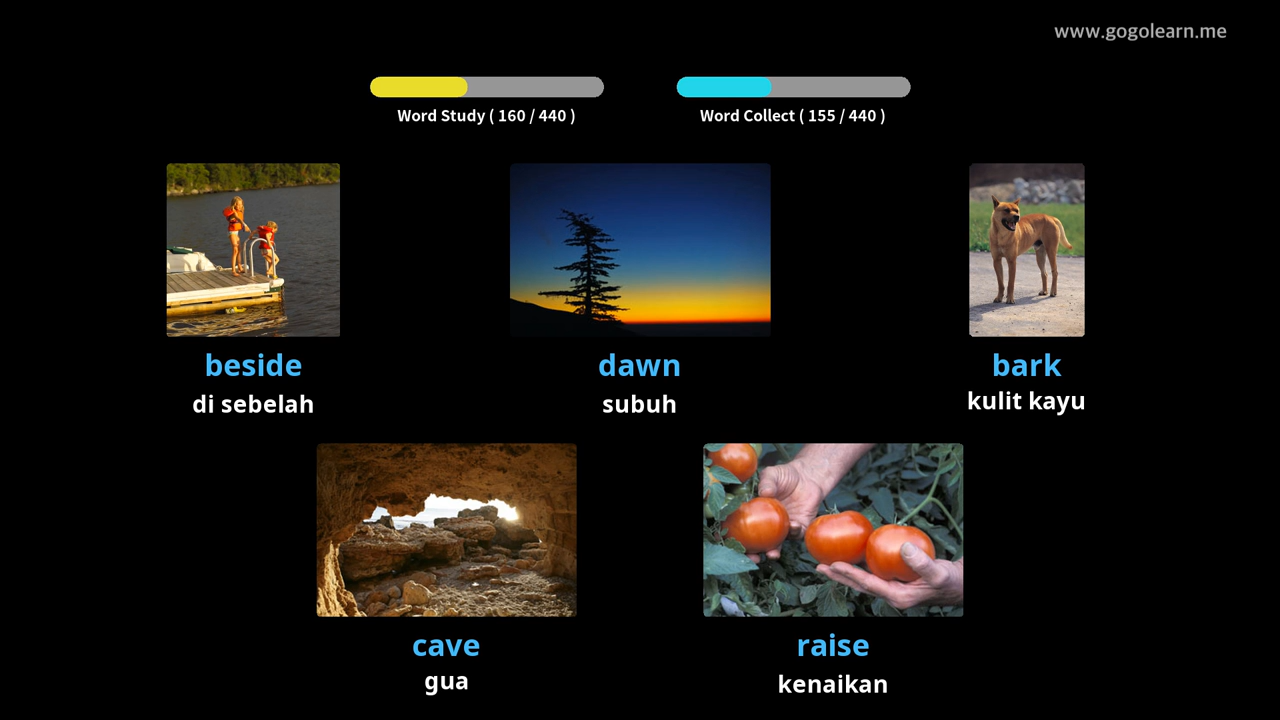 www.gogolearn.me
Word Study ( 160 / 440 )
Word Collect ( 155 / 440 )
beside
di sebelah
dawn
subuh
bark
kulit kayu
cave
gua
raise
kenaikan